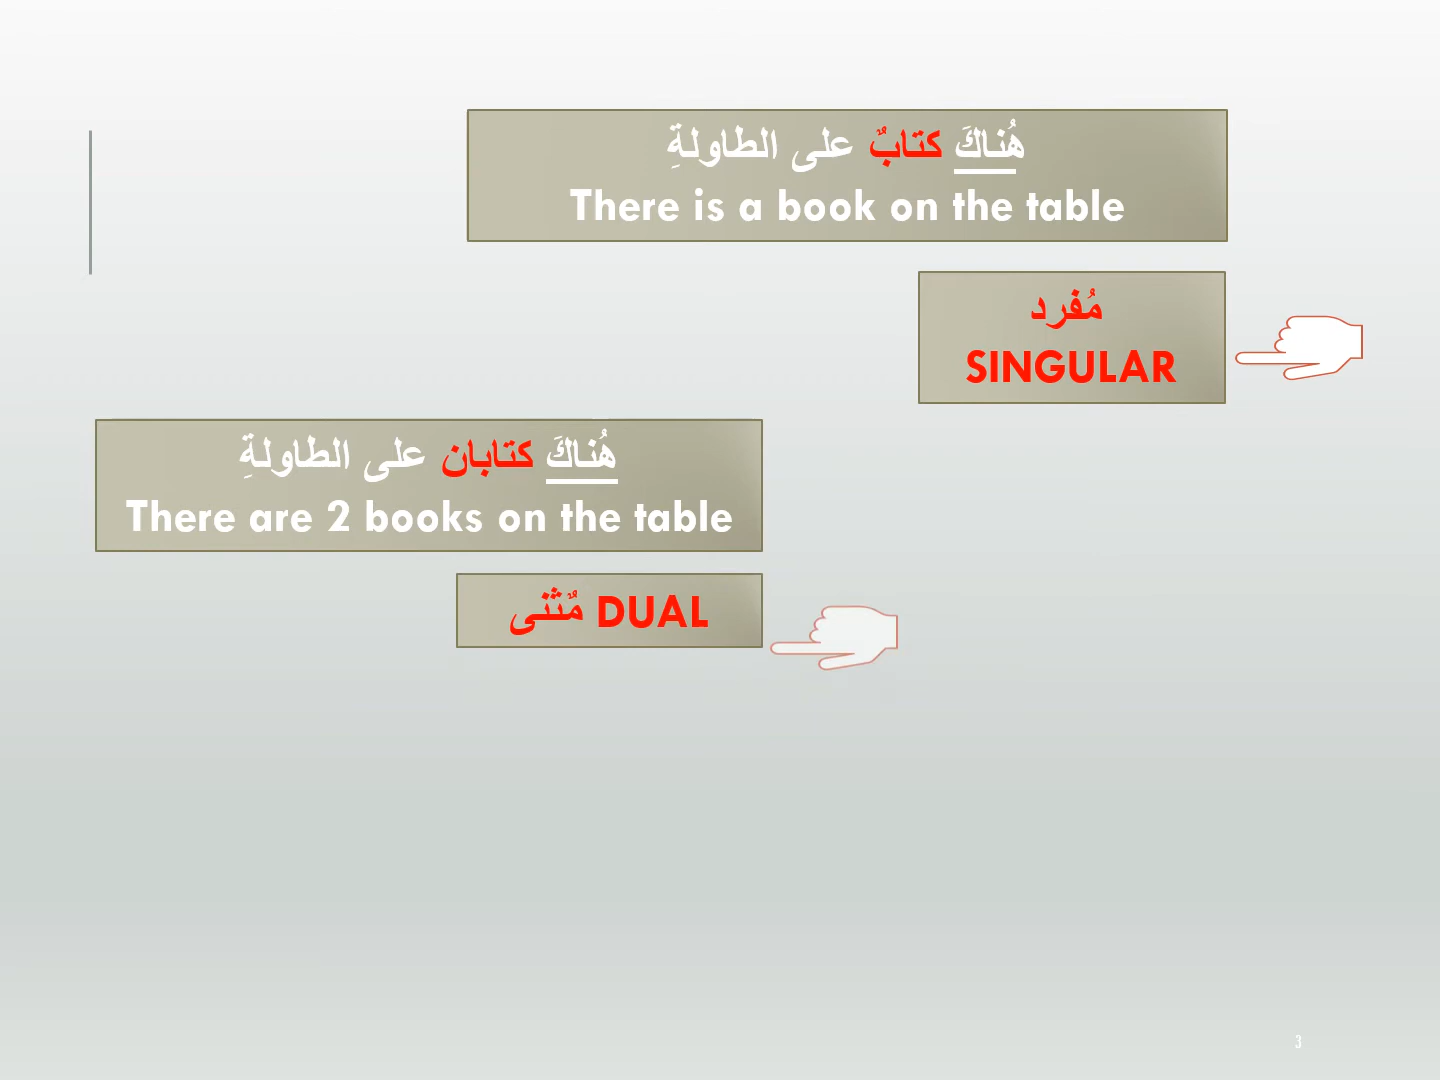 هُناكَ كتابٌ على الطاولةِ
There is a book on the table
مُفرد
SINGULAR
هُناكَ كتابان على الطاولةِ
There are 2 books on the table
مٌثنى DUAL
3